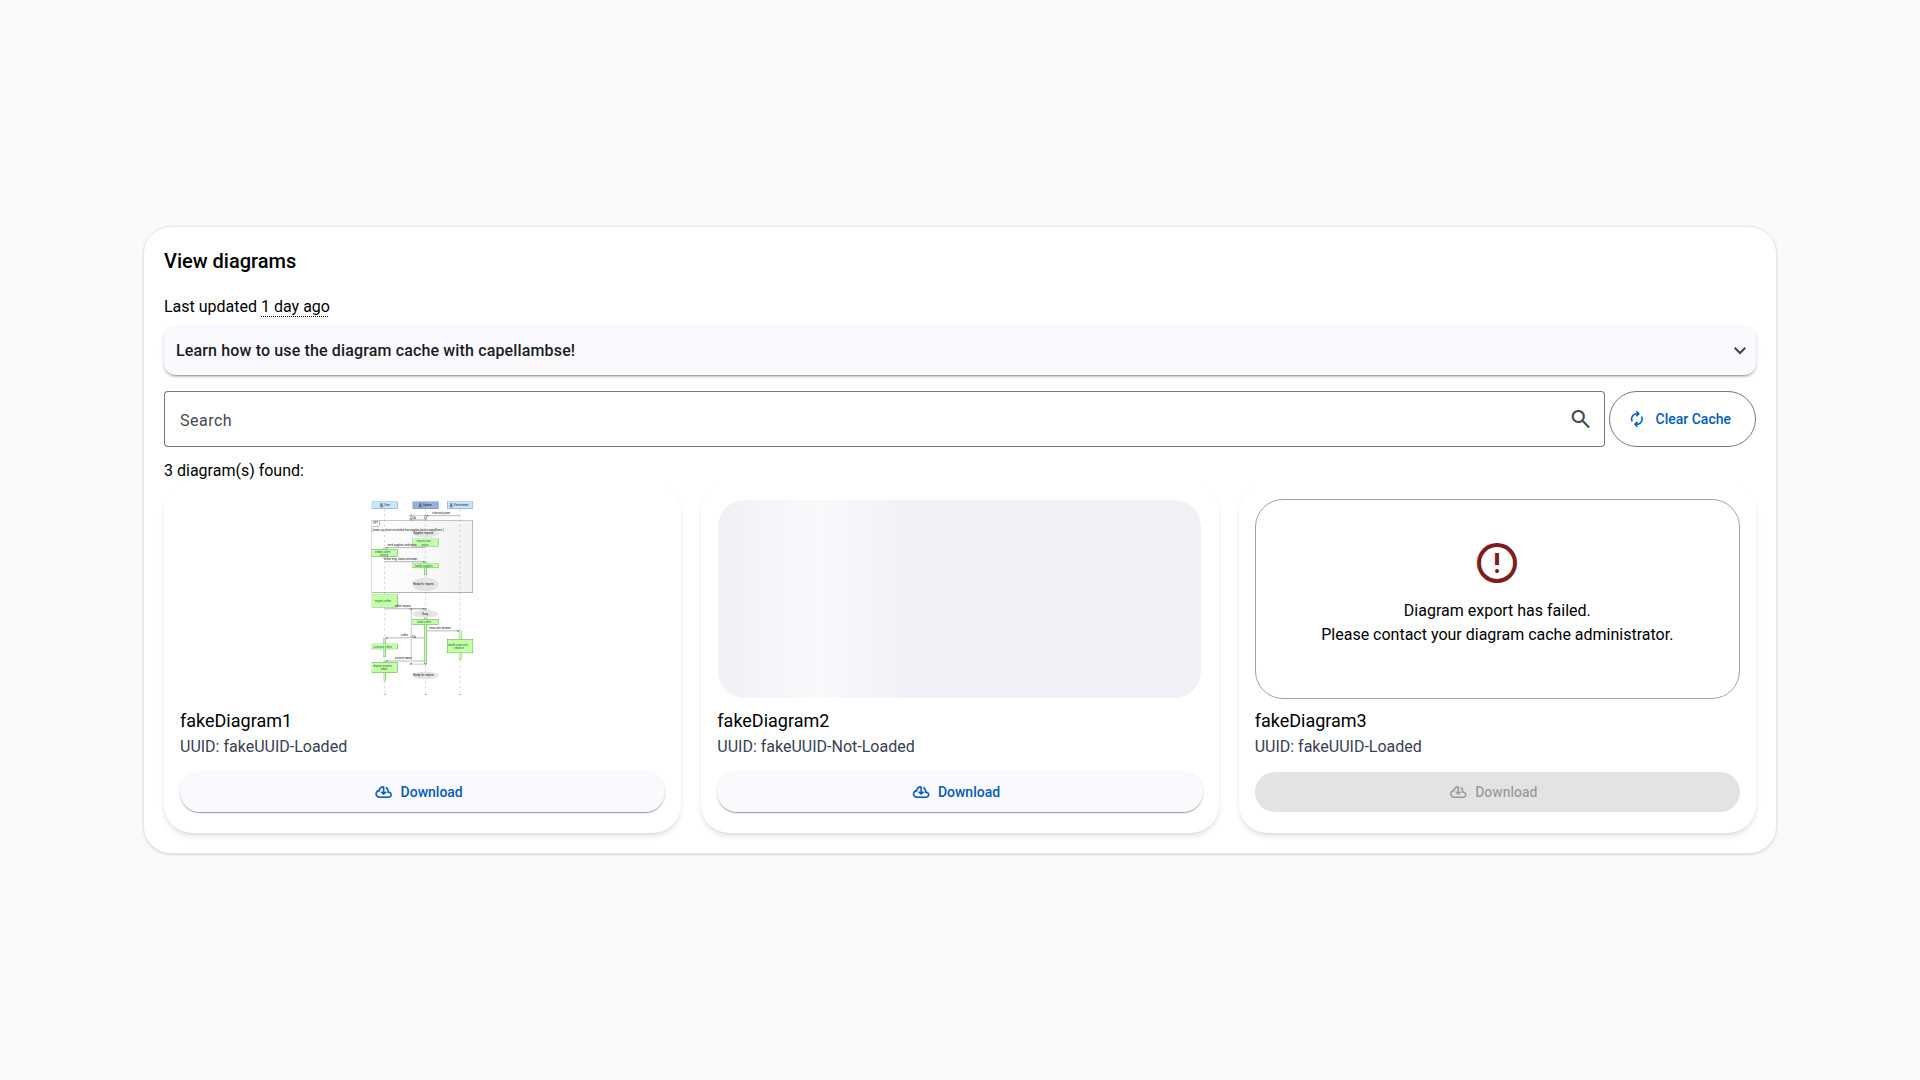 View diagrams
Last updated 1 day ago
Learn how to use the diagram cache with capellambse!
Search
Clear Cache
3 diagram(s) found:
Diagram export has failed.
Please contact your diagram cache administrator.
fakeDiagram1
UUID: fakeUUID-Loaded
Download
fakeDiagram2
UUID: fakeUUID-Not-Loaded
Download
fakeDiagram3
UUID: fakeUUID-Loaded
Download